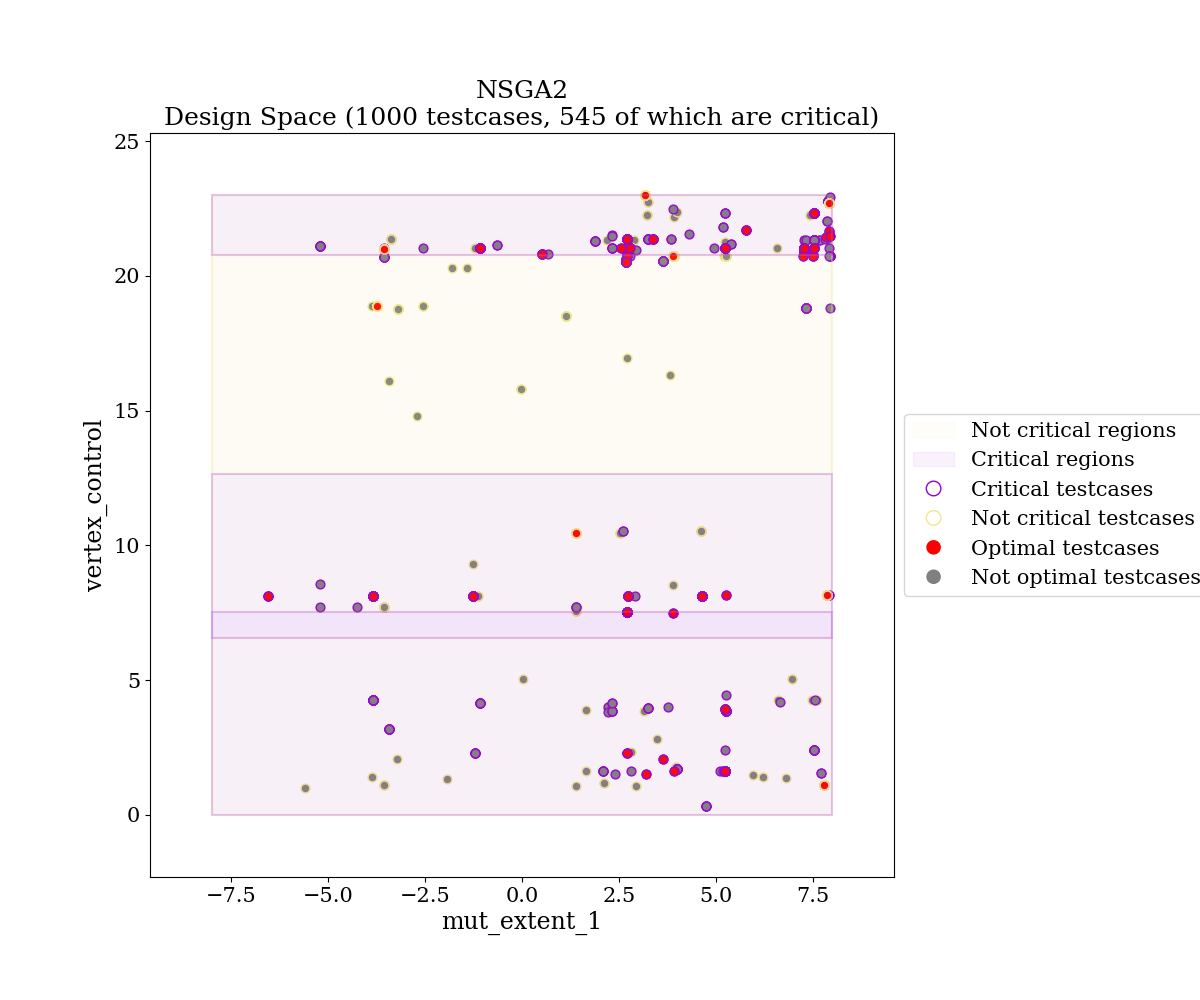 NSGA2
Design Space (1000 testcases, 545 of which are critical)
25
20
15
10
5
0
vertex_control
−7.5
−5.0
−2.5
0.0
2.5
5.0
7.5
mut_extent_1
Not critical regions
Critical regions
Critical testcases
Not critical testcases
Optimal testcases
Not optimal testcases